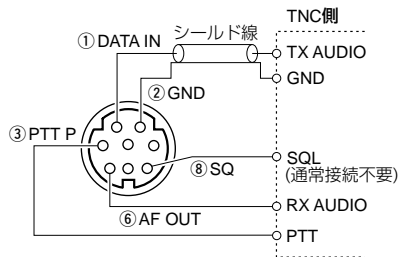 TNC側
シールド線
① DATA IN
TX AUDIO
② GND
GND
③ PTT P
⑧ SQ
SQL
(通常接続不要)
⑥ AF OUT
RX AUDIO
PTT